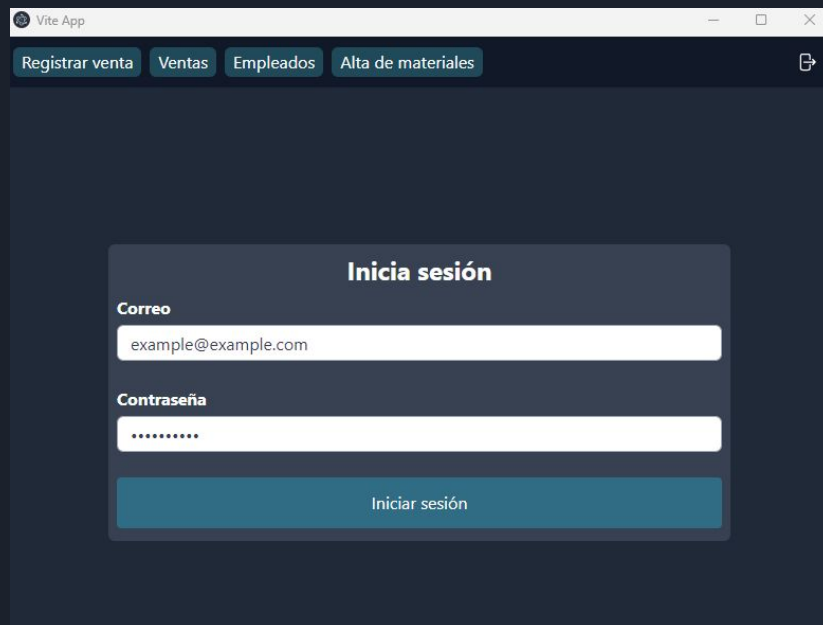 Vite App
Registrar venta Ventas Empleados Alta de materiales
Inicia sesión
Correo
example@example.com
Contraseña
••••••••••
Iniciar sesión